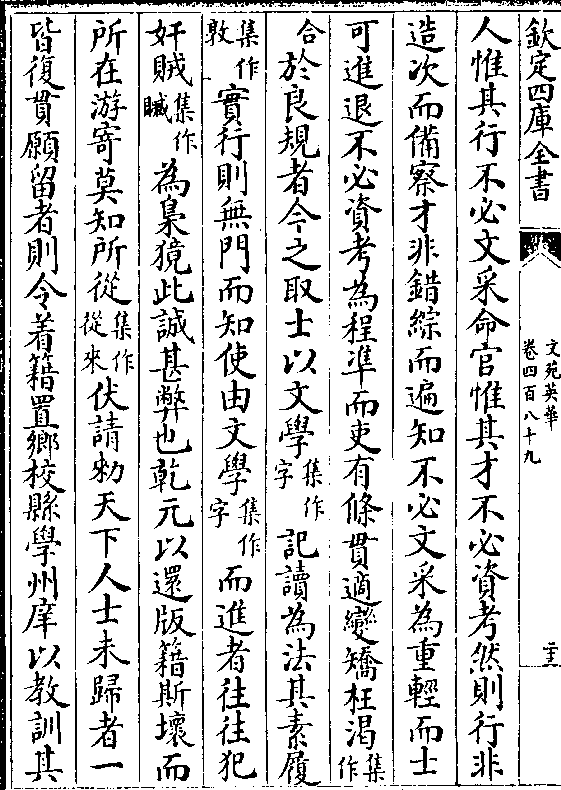 欽定四庫全書
文苑英華
卷四百八十九
二十三
人惟其行不必文采命官惟其才不必資考然則行非
造次而備察才非錯綜而遍知不必文采為重輕而士
可進退不必資考為程準而吏有條貫適變矯枉渴集作
合於良規者今之取士以文學集作字記讀為法其素履
集作敦實行則無門而知使由文學集作字而進者往往犯
奸賊集作贓為梟獍此誠甚弊也乾元以還版籍斯壞而
所在游寄莫知所從集作從來伏請勑天下人士未歸者一
皆復貫願留者則令着籍置鄉校縣學州庠以教訓其